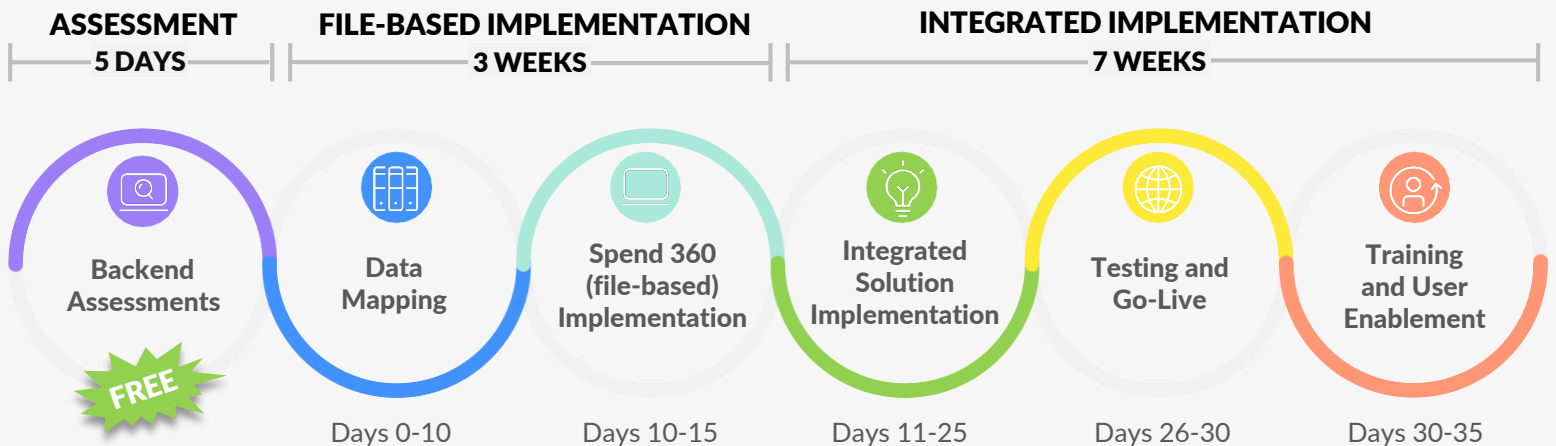 ASSESSMENT
5 DAYS
FILE-BASED IMPLEMENTATION
3 WEEKS
INTEGRATED IMPLEMENTATION
7 WEEKS
Backend
Assessments
FREE
Data
Mapping
Days 0-10
Spend 360
(file-based)
Implementation
Days 10-15
Integrated
Solution
Implementation
Days 11-25
Testing and
Go-Live
Days 26-30
Training
and User
Enablement
Days 30-35